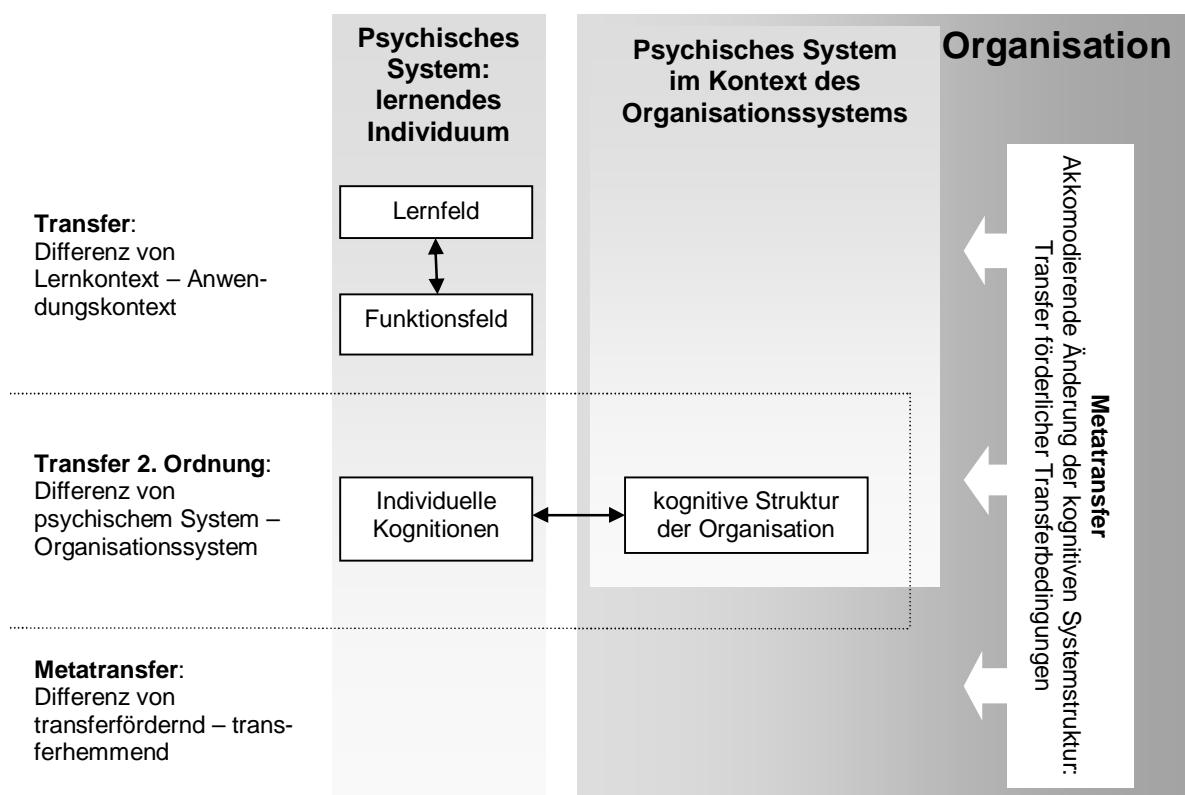 Psychisches
System:
lernendes
Individuum
Psychisches System
im Kontext des
Organisationssystems
Organisation
Transfer:
Differenz von
Lernkontext – Anwen-
dungskontext
Lernfeld
Funktionsfeld
Transfer 2. Ordnung:
Differenz von
psychischem System –
Organisationssystem
Individuelle
Kognitionen
kognitive Struktur
der Organisation
Metatransfer:
Differenz von
transferfördernd – trans-
ferhemmend
Metatransfer
Akkomodierende Änderung der kognitiven Systemstruktur:
Transfer förderlicher Transferbedingungen